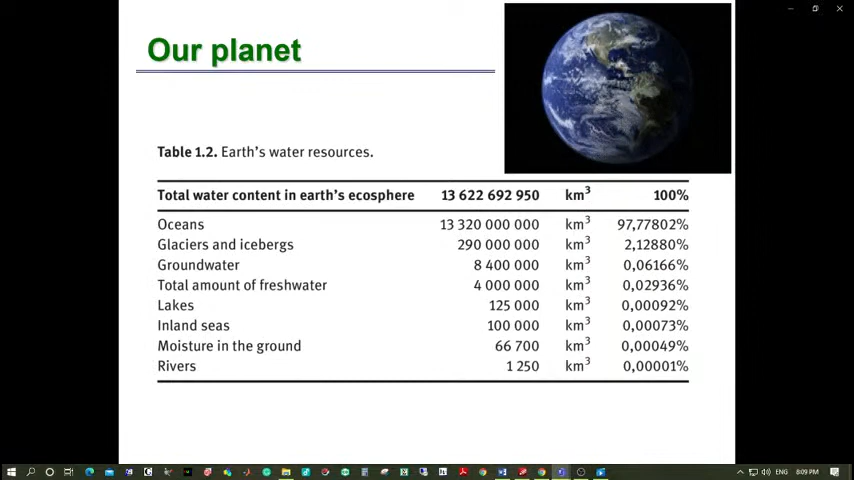 Our planet
Table 1.2. Earth's water resources.
Total water content in earth's ecosphere 13 622 692 950 km³ 100%
Oceans 13 320 000 000 km³ 97,77802%
Glaciers and icebergs 290 000 000 km³ 2,12880%
Groundwater 8 400 000 km³ 0,06166%
Total amount of freshwater 4 000 000 km³ 0,02936%
Lakes 125 000 km³ 0,00092%
Inland seas 100 000 km³ 0,00073%
Moisture in the ground 66 700 km³ 0,00049%
Rivers 1 250 km³ 0,00001%
ENG 8:09 PM